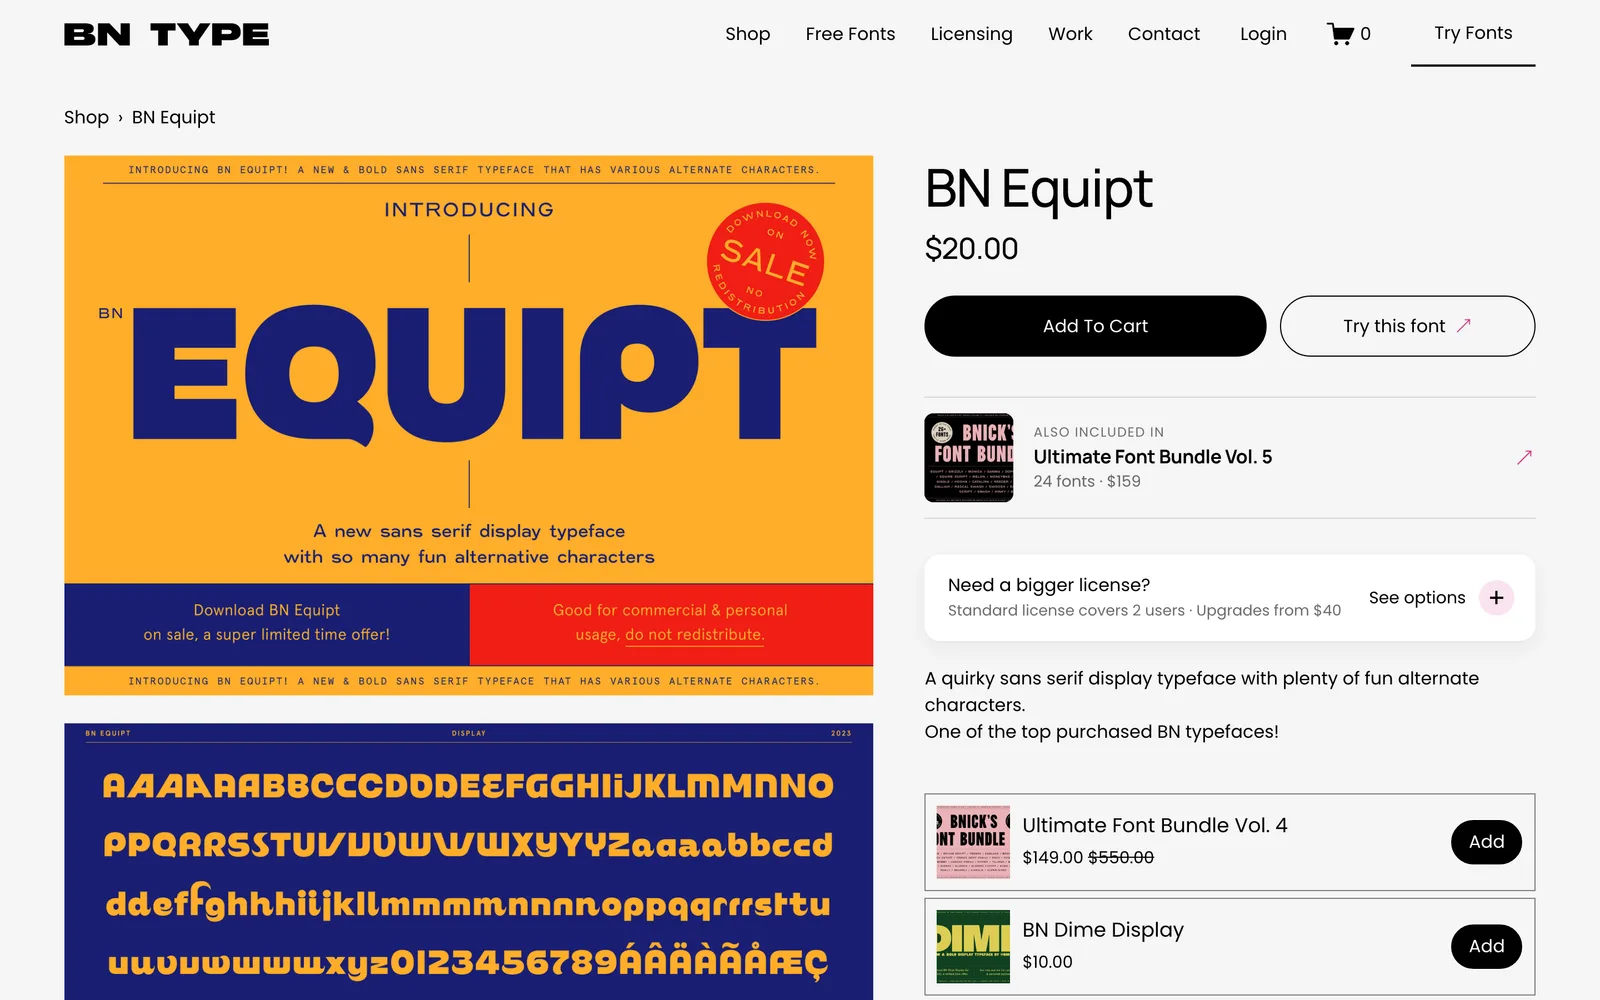 BN TYPE
Shop
Free Fonts
Licensing
Work
Contact
Login
0
Try Fonts
Shop › BN Equipt
INTRODUCING BN EQUIPT! A NEW & BOLD SANS SERIF TYPEFACE THAT HAS VARIOUS ALTERNATE CHARACTERS.
INTRODUCING
DOWNLOAD NOW
ON
SALE
NO
REDISTRIBUTION
BN
EQUIPT
A new sans serif display typeface
with so many fun alternative characters
Download BN Equipt
on sale, a super limited time offer!
Good for commercial & personal
usage, do not redistribute.
INTRODUCING BN EQUIPT! A NEW & BOLD SANS SERIF TYPEFACE THAT HAS VARIOUS ALTERNATE CHARACTERS.
BN EQUIPT
DISPLAY
2023
AAAAAABBCCCDDDDEEFGGHIiJKLMMNNO
PPQRRSSTUVVUWWWXYYYZaaaabbccd
ddeffghhhiijkllmmmmnnnnoppqqrrrsttu
uuvuwwwwxyz0123456789ÁÂÄÀÃÅÆÇ
BN Equipt
$20.00
Add To Cart
Try this font
BNICK'S
FONT BUND
ALSO INCLUDED IN
Ultimate Font Bundle Vol. 5
24 fonts · $159
Need a bigger license?
Standard license covers 2 users · Upgrades from $40
See options
A quirky sans serif display typeface with plenty of fun alternate
characters.
One of the top purchased BN typefaces!
BNICK'S
ONT BUNDLE
Ultimate Font Bundle Vol. 4
$149.00 $550.00
Add
DIM
BN Dime Display
$10.00
Add